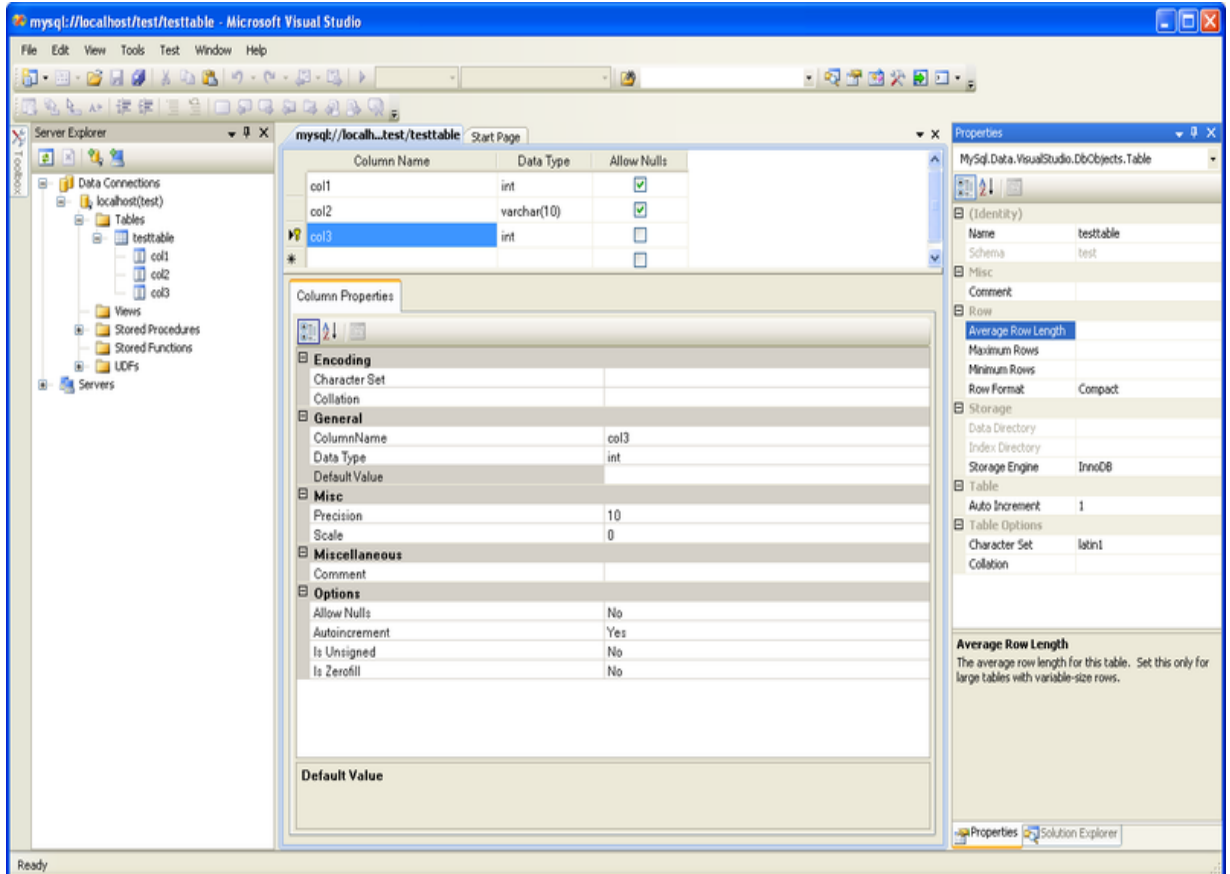 mysql://localhost/test/testtable - Microsoft Visual Studio
File Edit View Tools Test Window Help
Toolbox
Server Explorer
Data Connections
localhost(test)
Tables
testtable
col1
col2
col3
Views
Stored Procedures
Stored Functions
UDFs
Servers
mysql://localh...test/testtable Start Page
Column Name Data Type Allow Nulls
col1 int
col2 varchar(10)
col3 int
Column Properties
Encoding
Character Set
Collation
General
ColumnName col3
Data Type int
Default Value
Misc
Precision 10
Scale 0
Miscellaneous
Comment
Options
Allow Nulls No
Autoincrement Yes
Is Unsigned No
Is Zerofill No
Default Value
Properties
MySql.Data.VisualStudio.DbObjects.Table
(Identity)
Name testtable
Schema test
Misc
Comment
Row
Average Row Length
Maximum Rows
Minimum Rows
Row Format Compact
Storage
Data Directory
Index Directory
Storage Engine InnoDB
Table
Auto Increment 1
Table Options
Character Set latin1
Collation
Average Row Length
The average row length for this table. Set this only for
large tables with variable-size rows.
Properties Solution Explorer
Ready